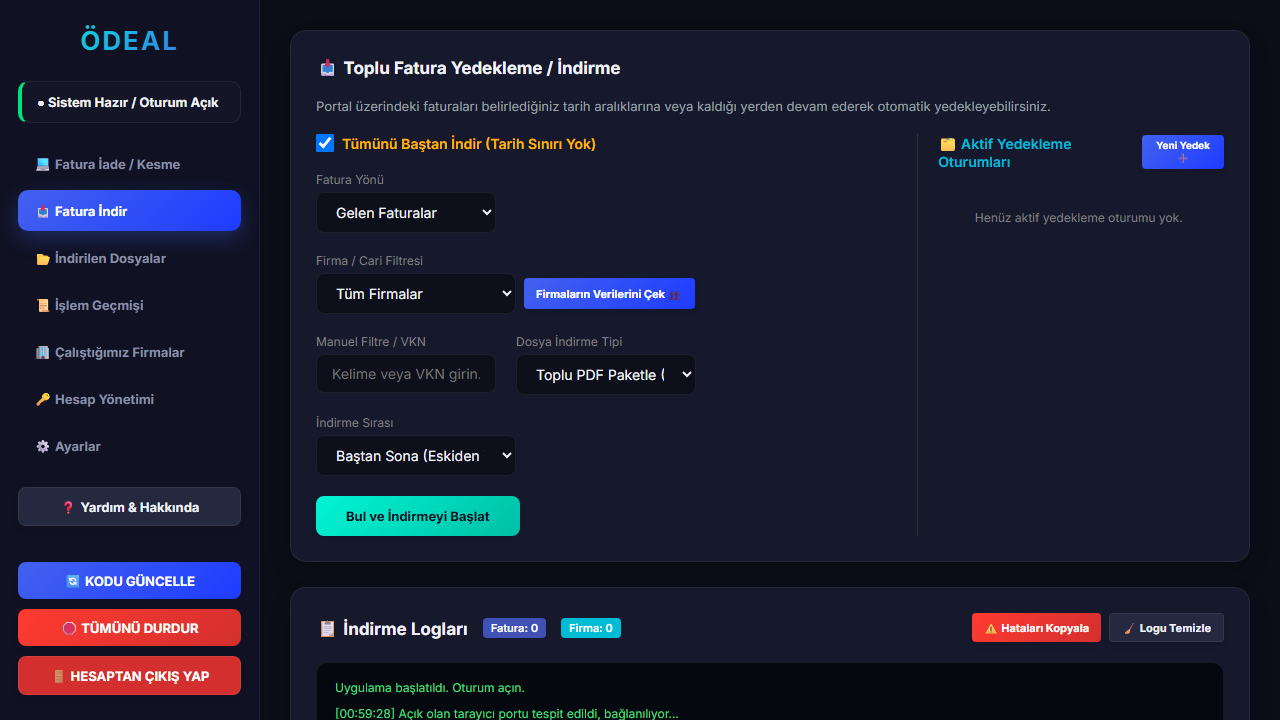 ÖDEAL
● Sistem Hazır / Oturum Açık
Fatura İade / Kesme
Fatura İndir
İndirilen Dosyalar
İşlem Geçmişi
Çalıştığımız Firmalar
Hesap Yönetimi
Ayarlar
❓ Yardım & Hakkında
KODU GÜNCELLE
TÜMÜNÜ DURDUR
HESAPTAN ÇIKIŞ YAP
Toplu Fatura Yedekleme / İndirme
Portal üzerindeki faturaları belirlediğiniz tarih aralıklarına veya kaldığı yerden devam ederek otomatik yedekleyebilirsiniz.
Tümünü Baştan İndir (Tarih Sınırı Yok)
Fatura Yönü
Gelen Faturalar
Firma / Cari Filtresi
Tüm Firmalar
Firmaların Verilerini Çek
Manuel Filtre / VKN
Dosya İndirme Tipi
Kelime veya VKN girin.
Toplu PDF Paketle (
İndirme Sırası
Baştan Sona (Eskiden
Bul ve İndirmeyi Başlat
Aktif Yedekleme
Oturumları
Yeni Yedek
➕
Henüz aktif yedekleme oturumu yok.
İndirme Logları
Fatura: 0
Firma: 0
Hataları Kopyala
Logu Temizle
Uygulama başlatıldı. Oturum açın.
[00:59:28] Açık olan tarayıcı portu tespit edildi, bağlanılıyor...